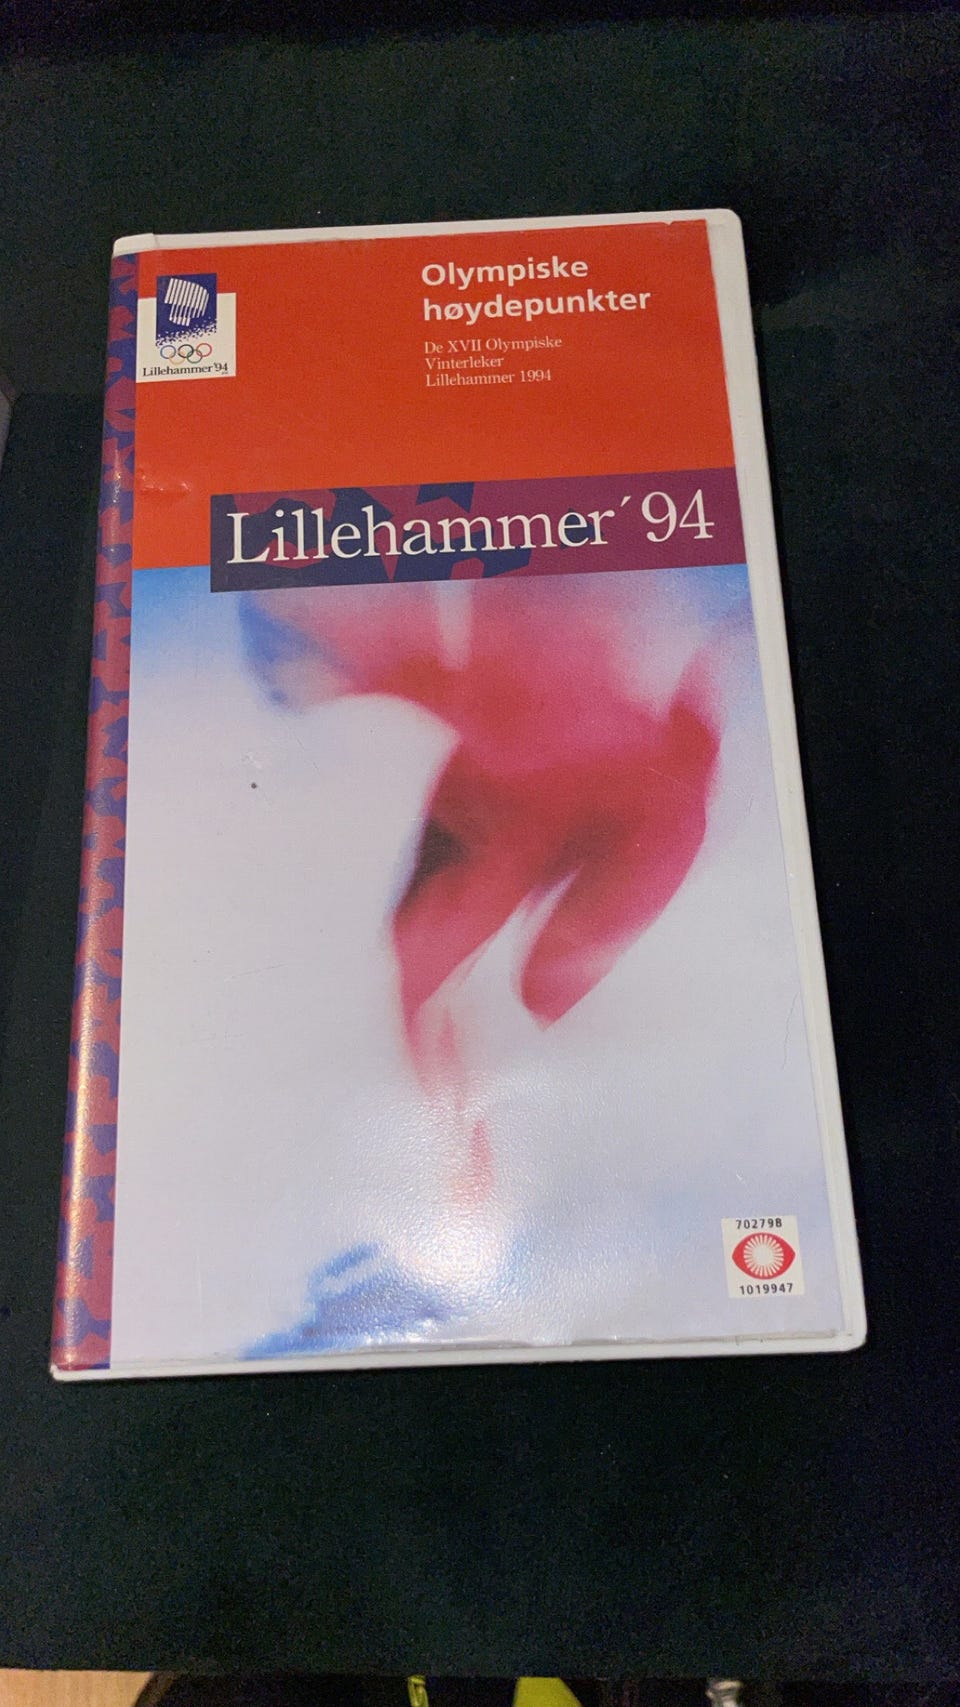 Lillehammer'94
Olympiske
høydepunkter
De XVII Olympiske
Vinterleker
Lillehammer 1994
Lillehammer ´94
702798
1019947